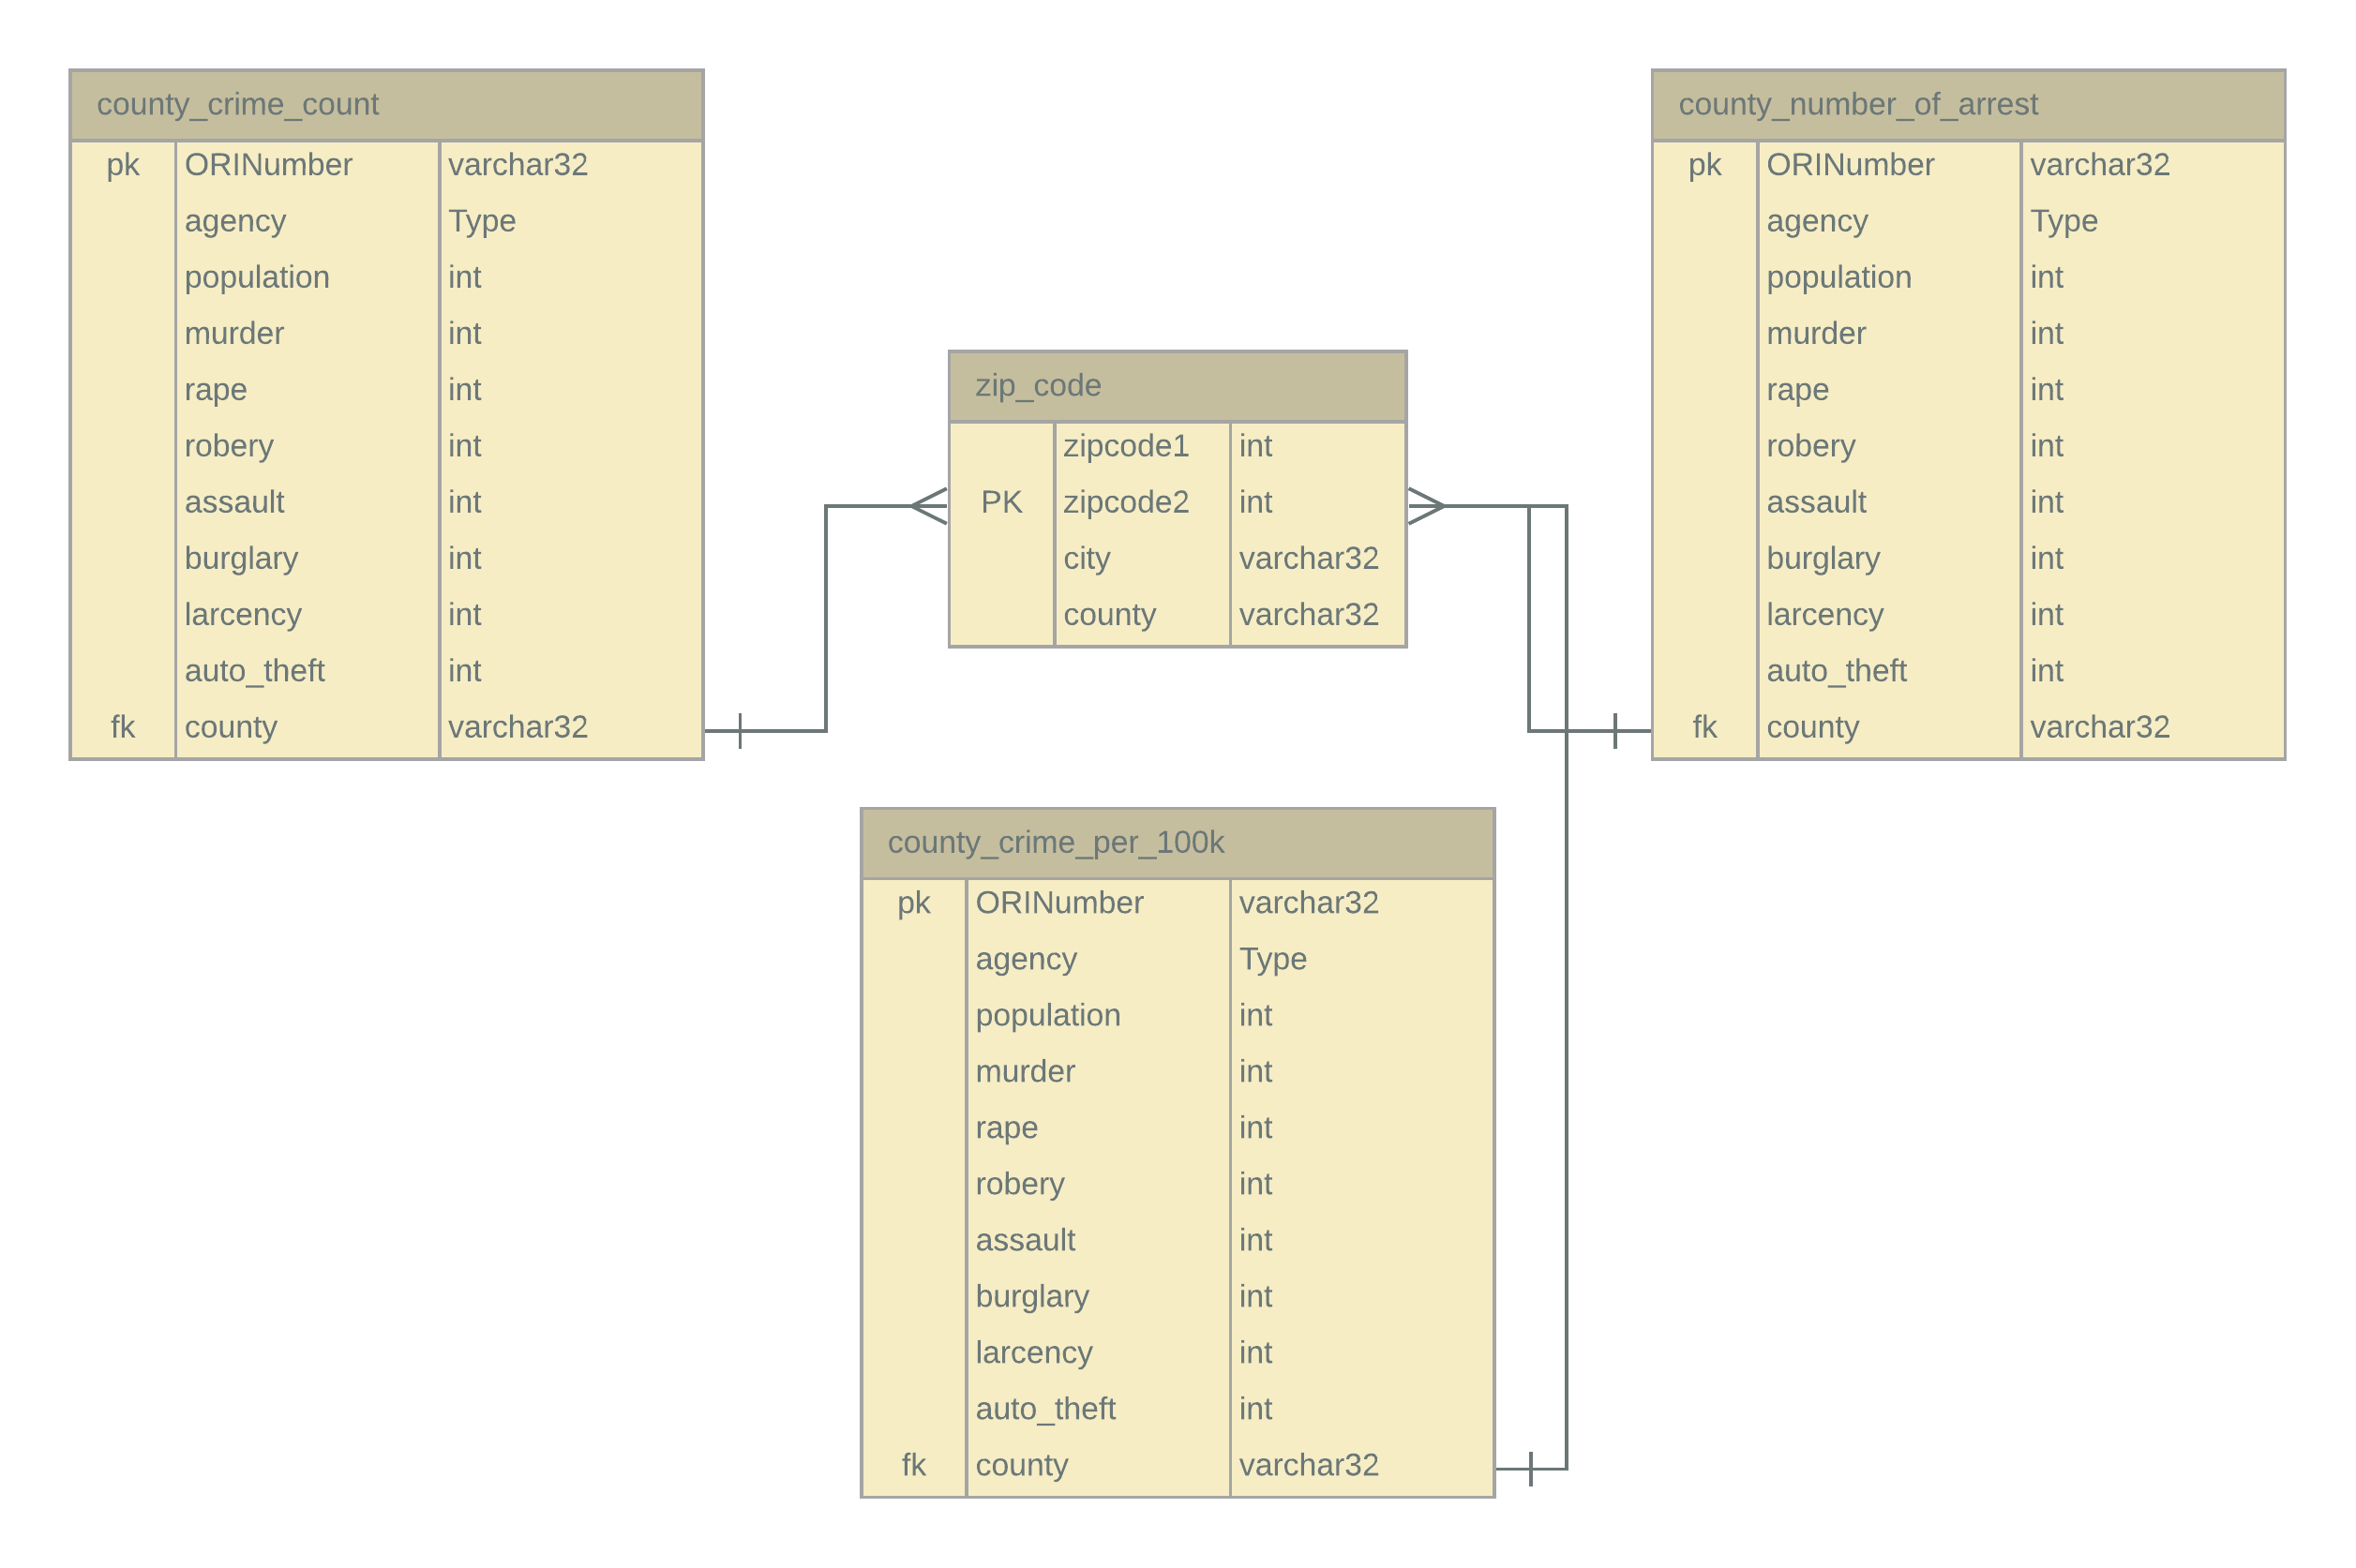 county_crime_count
pk ORINumber varchar32
agency Type
population int
murder int
rape int
robery int
assault int
burglary int
larcency int
auto_theft int
fk county varchar32
zip_code
zipcode1 int
PK zipcode2 int
city varchar32
county varchar32
county_number_of_arrest
pk ORINumber varchar32
agency Type
population int
murder int
rape int
robery int
assault int
burglary int
larcency int
auto_theft int
fk county varchar32
county_crime_per_100k
pk ORINumber varchar32
agency Type
population int
murder int
rape int
robery int
assault int
burglary int
larcency int
auto_theft int
fk county varchar32